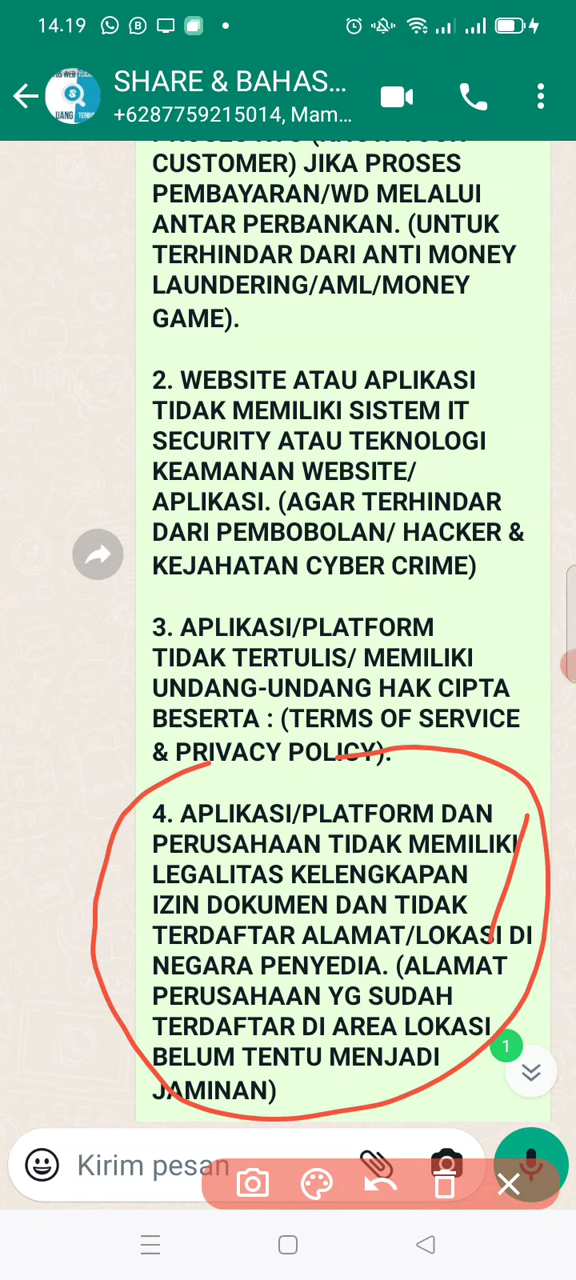 14.19
SHARE & BAHAS...
+6287759215014, Mam...
CUSTOMER) JIKA PROSES
PEMBAYARAN/WD MELALUI
ANTAR PERBANKAN. (UNTUK
TERHINDAR DARI ANTI MONEY
LAUNDERING/AML/MONEY
GAME).
2. WEBSITE ATAU APLIKASI
TIDAK MEMILIKI SISTEM IT
SECURITY ATAU TEKNOLOGI
KEAMANAN WEBSITE/
APLIKASI. (AGAR TERHINDAR
DARI PEMBOBOLAN/ HACKER &
KEJAHATAN CYBER CRIME)
3. APLIKASI/PLATFORM
TIDAK TERTULIS/ MEMILIKI
UNDANG-UNDANG HAK CIPTA
BESERTA : (TERMS OF SERVICE
& PRIVACY POLICY).
4. APLIKASI/PLATFORM DAN
PERUSAHAAN TIDAK MEMILIKI
LEGALITAS KELENGKAPAN
IZIN DOKUMEN DAN TIDAK
TERDAFTAR ALAMAT/LOKASI DI
NEGARA PENYEDIA. (ALAMAT
PERUSAHAAN YG SUDAH
TERDAFTAR DI AREA LOKASI
BELUM TENTU MENJADI
JAMINAN)
1
Kirim pesan